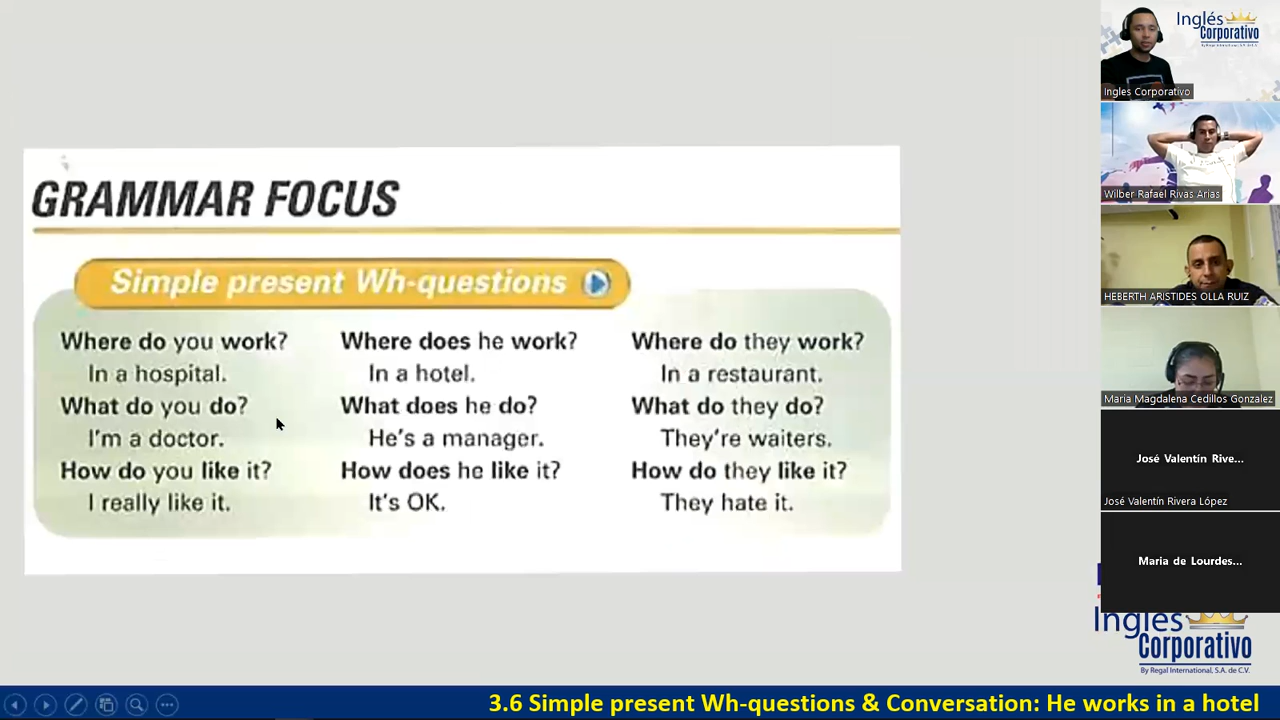 GRAMMAR FOCUS
Simple present Wh-questions
Where do you work?
In a hospital.
What do you do?
I'm a doctor.
How do you like it?
I really like it.
Where does he work?
In a hotel.
What does he do?
He's a manager.
How does he like it?
It's OK.
Where do they work?
In a restaurant.
What do they do?
They're waiters.
How do they like it?
They hate it.
Inglés
Corporativo
Ingles Corporativo
Wilber Rafael Rivas Arias
HEBERTH ARISTIDES OLLA RUIZ
Maria Magdalena Cedillos Gonzalez
José Valentín Rive...
José Valentín Rivera López
Maria de Lourdes...
Inglés
Corporativo
By Regal International, S.A. de C.V.
3.6 Simple present Wh-questions & Conversation: He works in a hotel